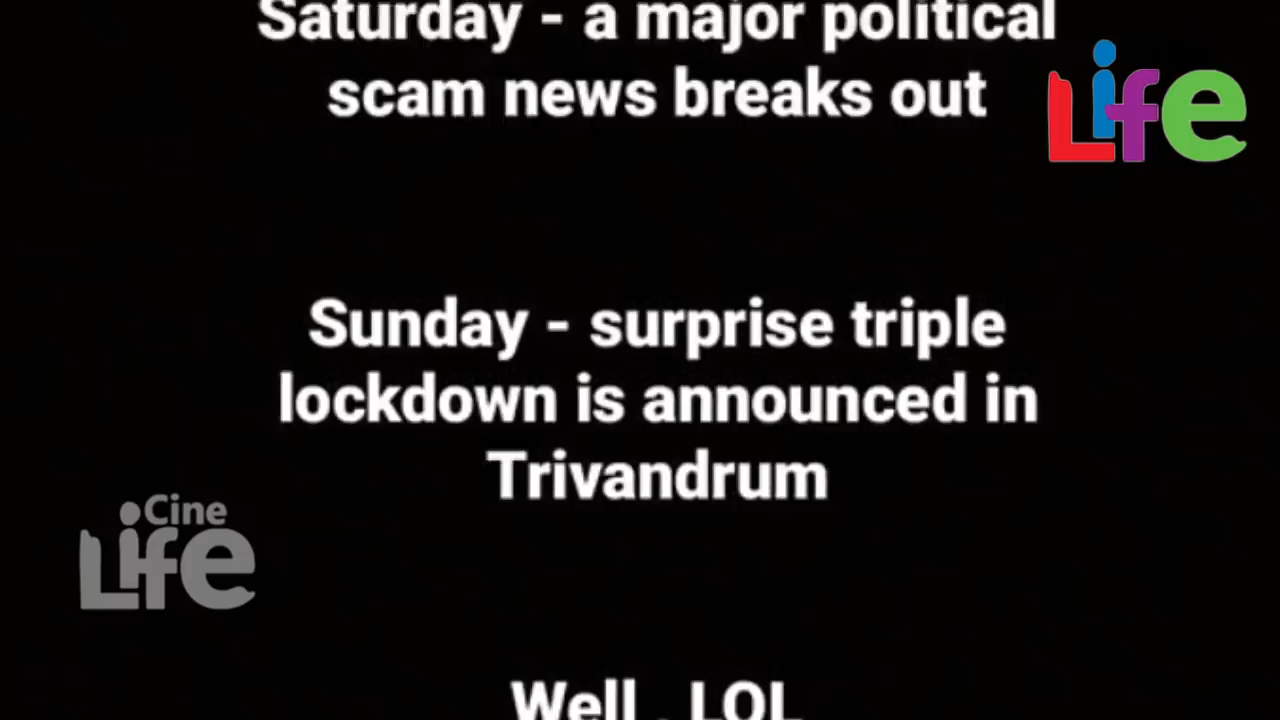 Saturday - a major political
scam news breaks out
Life
Sunday - surprise triple
lockdown is announced in
Trivandrum
Cine
Life
Well , LOL